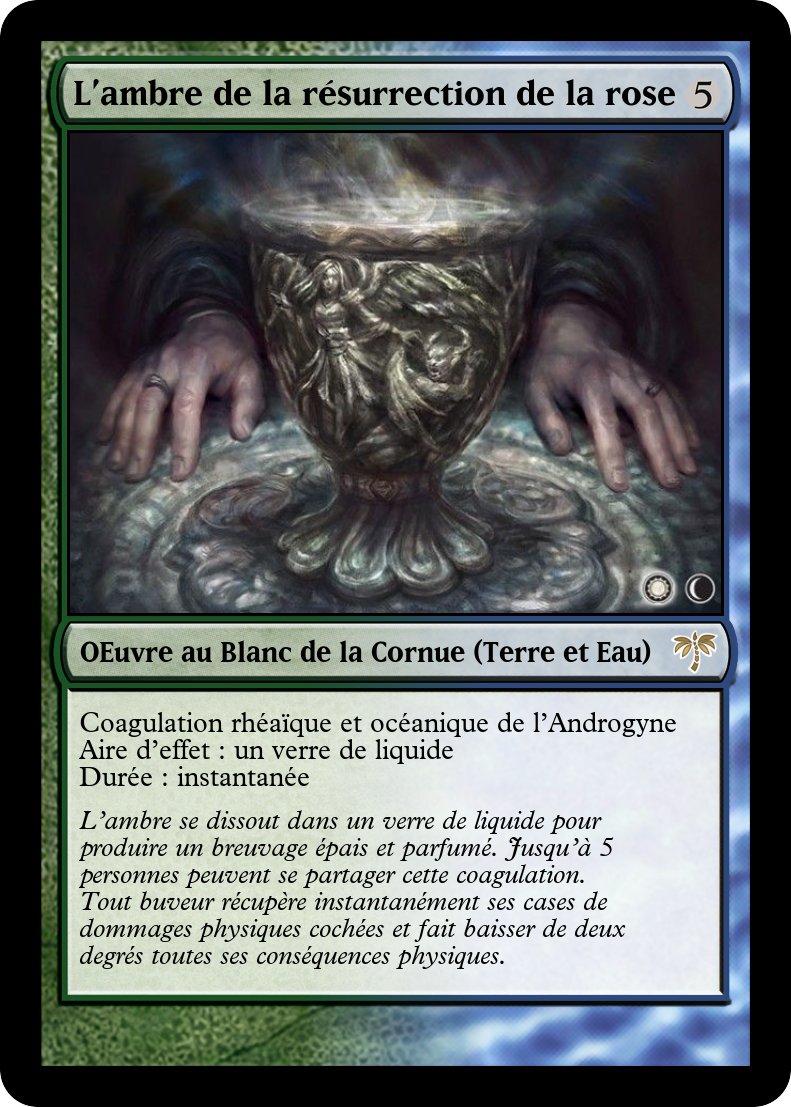 L'ambre de la résurrection de la rose 5
OEuvre au Blanc de la Cornue (Terre et Eau)
Coagulation rhéaïque et océanique de l'Androgyne
Aire d'effet : un verre de liquide
Durée : instantanée
L'ambre se dissout dans un verre de liquide pour
produire un breuvage épais et parfumé. Jusqu'à 5
personnes peuvent se partager cette coagulation.
Tout buveur récupère instantanément ses cases de
dommages physiques cochées et fait baisser de deux
degrés toutes ses conséquences physiques.